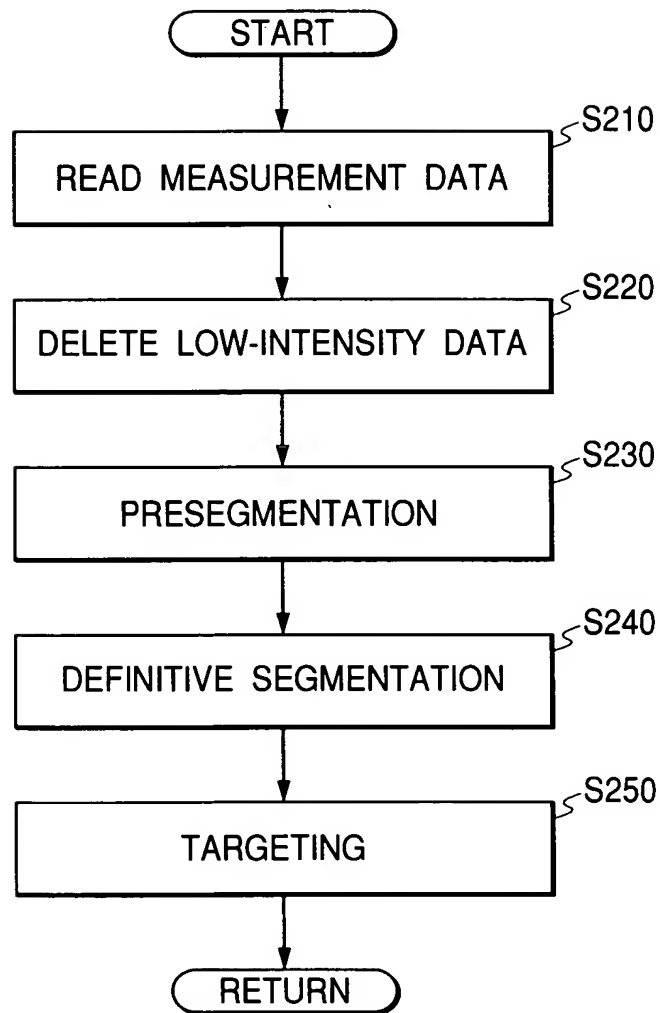 START
S210
READ MEASUREMENT DATA
S220
DELETE LOW-INTENSITY DATA
S230
PRESEGMENTATION
S240
DEFINITIVE SEGMENTATION
S250
TARGETING
RETURN